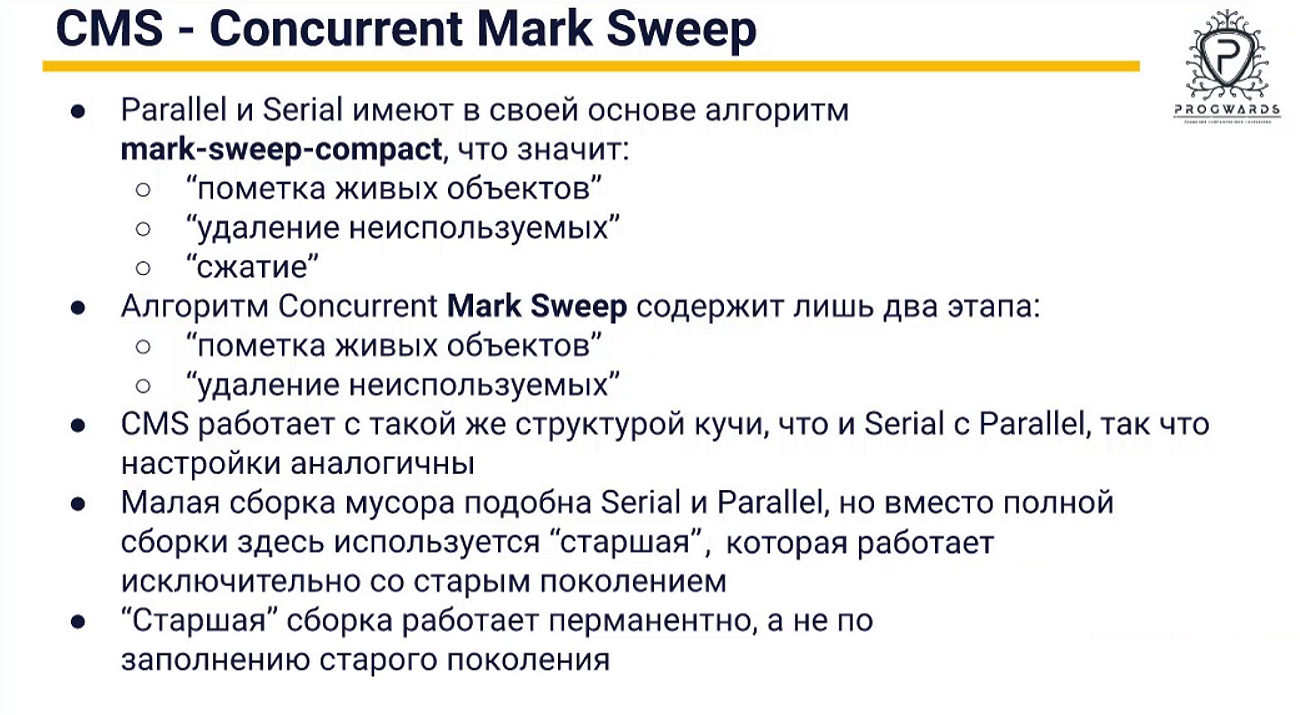 CMS - Concurrent Mark Sweep
PROGWARDS
● Parallel и Serial имеют в своей основе алгоритм
mark-sweep-compact, что значит:
○ “пометка живых объектов”
○ “удаление неиспользуемых”
○ “сжатие”
● Алгоритм Concurrent Mark Sweep содержит лишь два этапа:
○ “пометка живых объектов”
○ “удаление неиспользуемых”
● CMS работает с такой же структурой кучи, что и Serial с Parallel, так что
настройки аналогичны
● Малая сборка мусора подобна Serial и Parallel, но вместо полной
сборки здесь используется “старшая”, которая работает
исключительно со старым поколением
● “Старшая” сборка работает перманентно, а не по
заполнению старого поколения